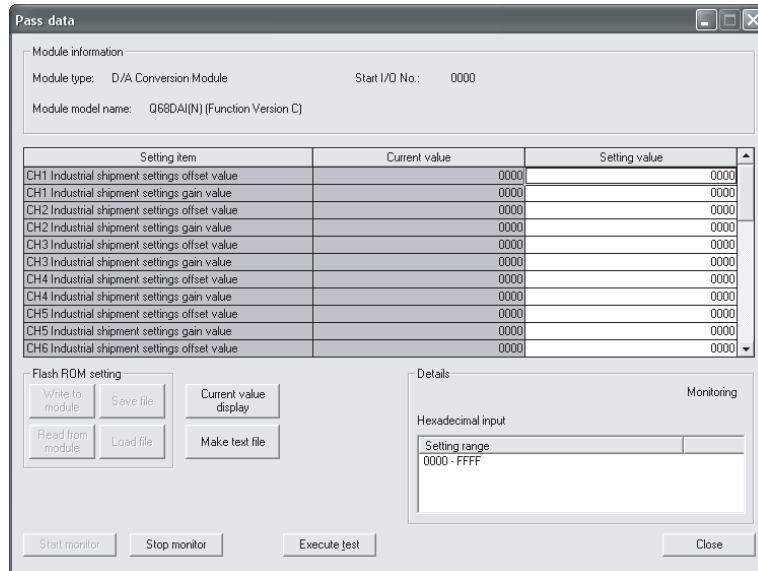 Pass data
Module information
Module type: D/A Conversion Module Start I/O No.: 0000
Module model name: Q68DAI(N) (Function Version C)
Setting item Current value Setting value
CH1 Industrial shipment settings offset value 0000 0000
CH1 Industrial shipment settings gain value 0000 0000
CH2 Industrial shipment settings offset value 0000 0000
CH2 Industrial shipment settings gain value 0000 0000
CH3 Industrial shipment settings offset value 0000 0000
CH3 Industrial shipment settings gain value 0000 0000
CH4 Industrial shipment settings offset value 0000 0000
CH4 Industrial shipment settings gain value 0000 0000
CH5 Industrial shipment settings offset value 0000 0000
CH5 Industrial shipment settings gain value 0000 0000
CH6 Industrial shipment settings offset value 0000 0000
Flash ROM setting
Write to
module
Save file
Current value
display
Read from
module
Load file
Make text file
Details
Monitoring
Hexadecimal input
Setting range
0000 - FFFF
Start monitor Stop monitor Execute test Close